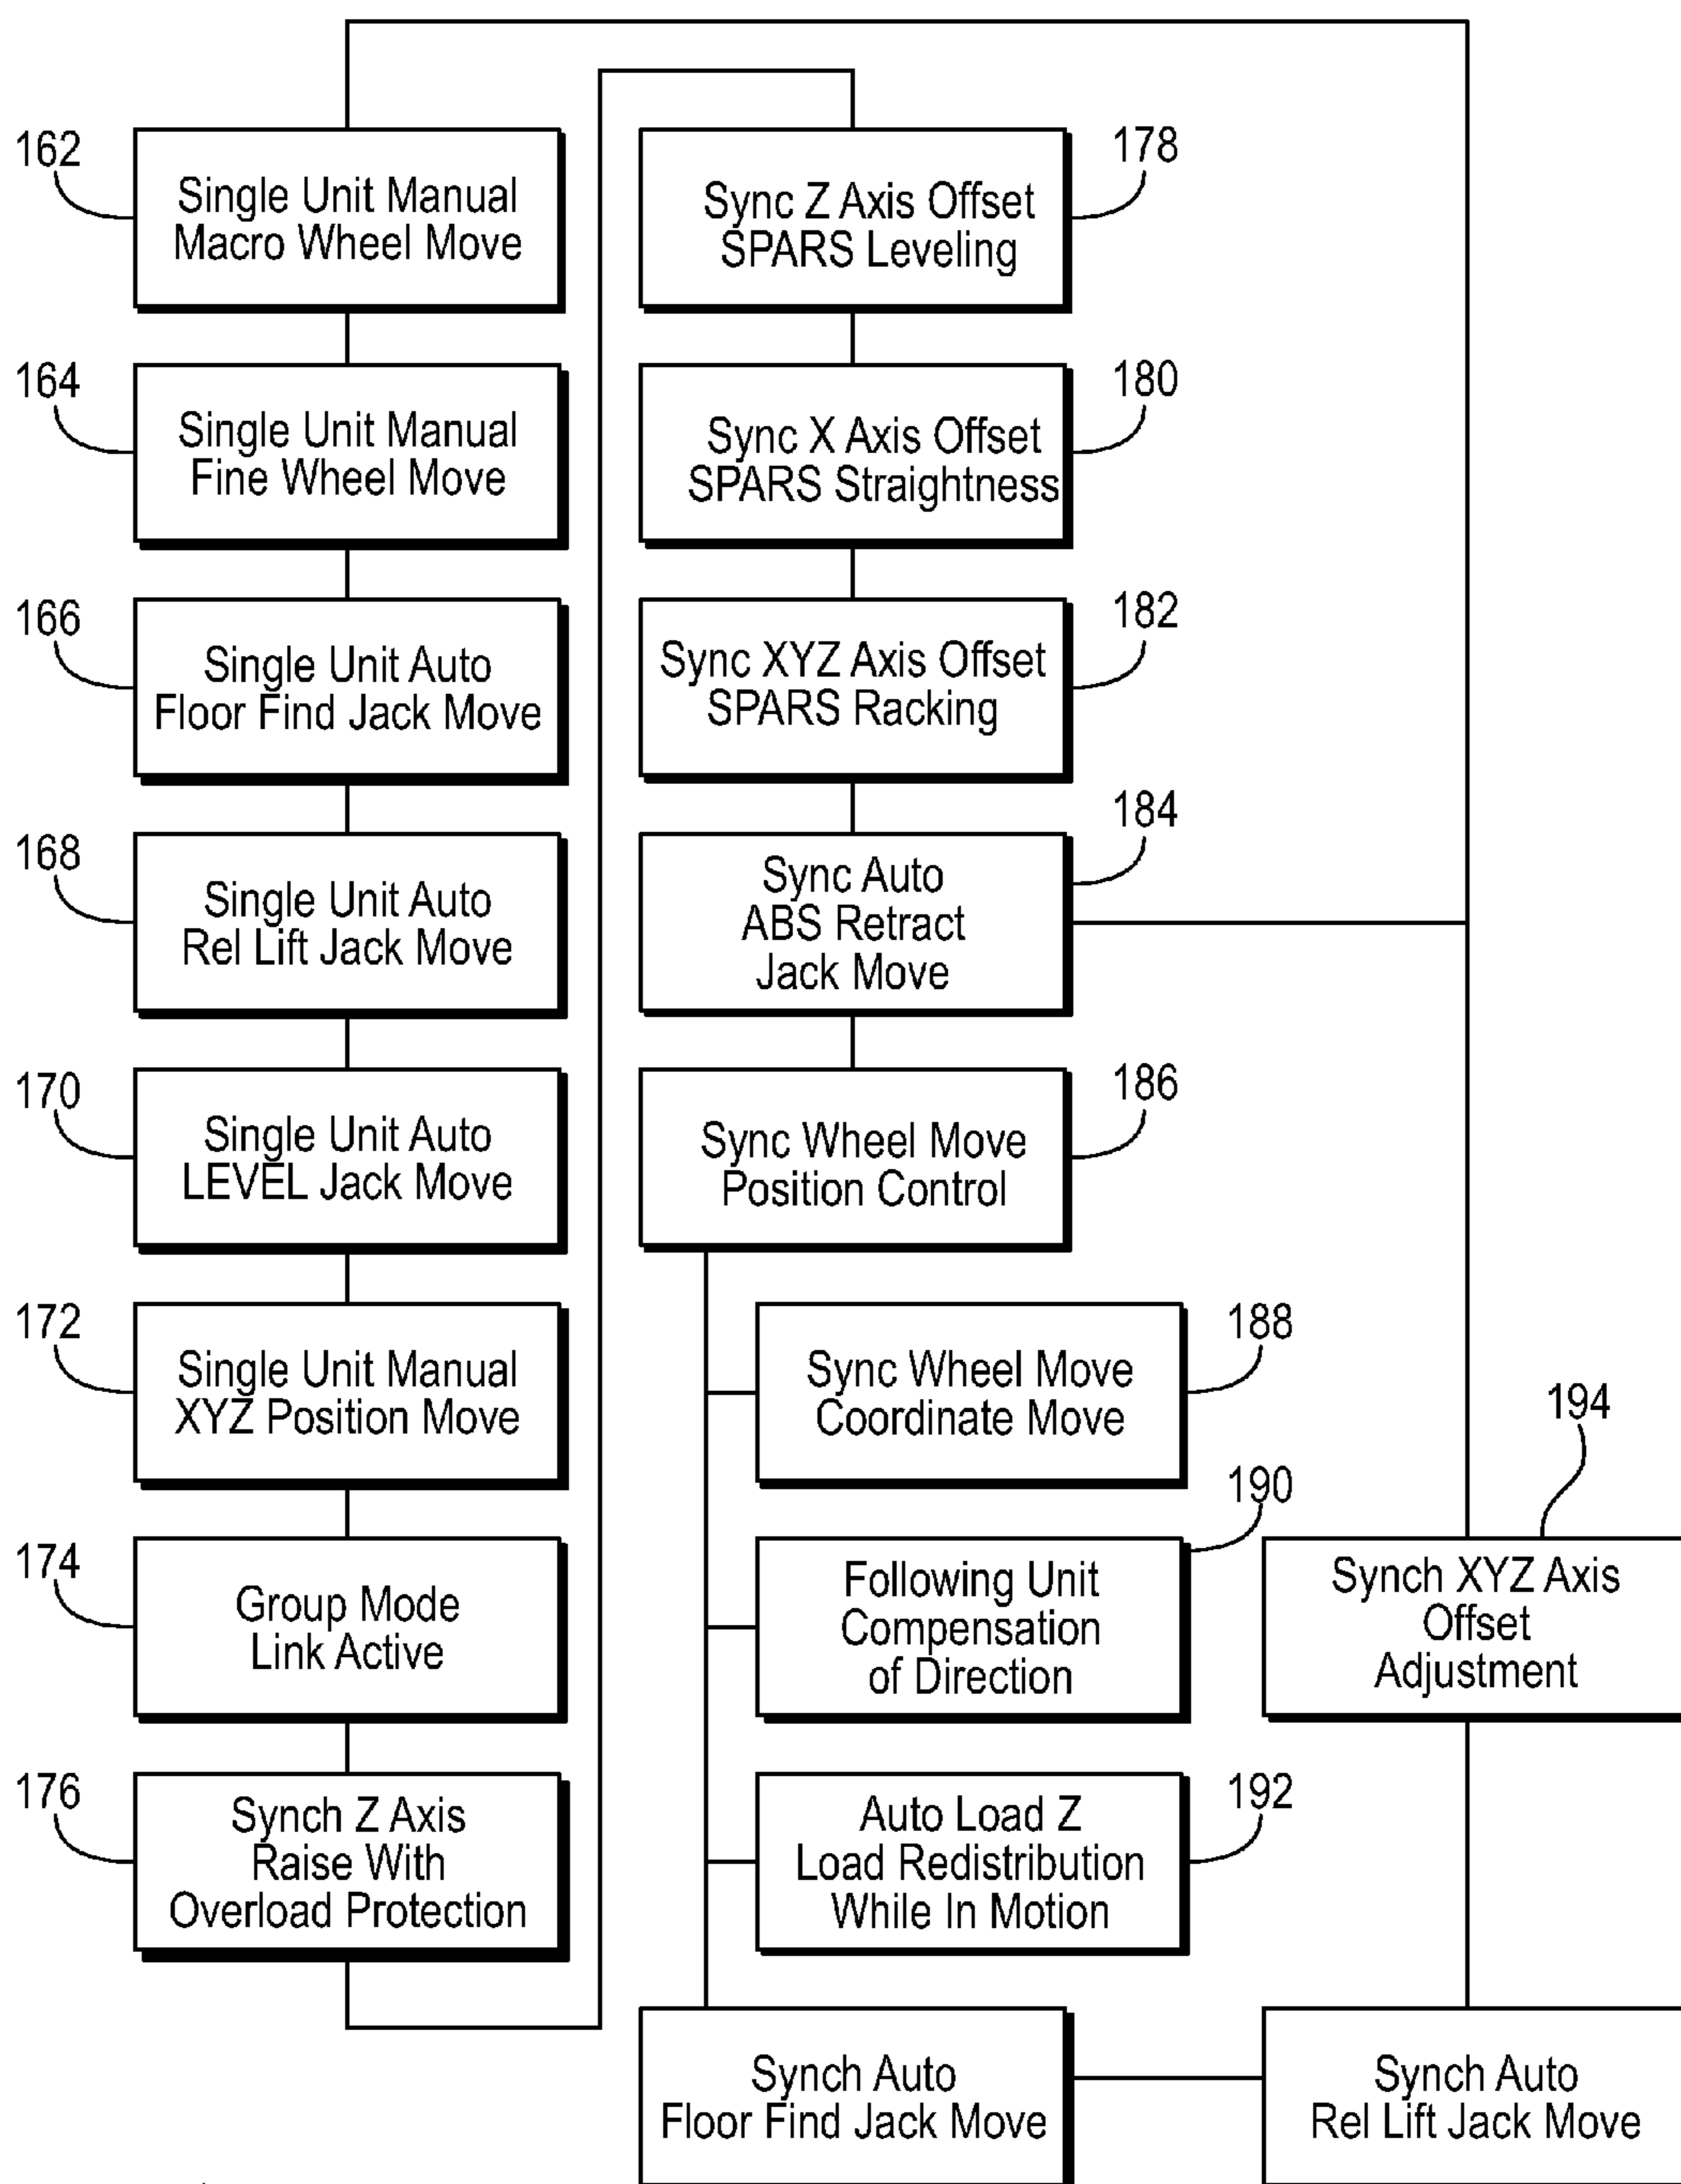 162
Single Unit Manual
Macro Wheel Move
164
Single Unit Manual
Fine Wheel Move
166
Single Unit Auto
Floor Find Jack Move
168
Single Unit Auto
Rel Lift Jack Move
170
Single Unit Auto
LEVEL Jack Move
172
Single Unit Manual
XYZ Position Move
174
Group Mode
Link Active
176
Synch Z Axis
Raise With
Overload Protection
178
Sync Z Axis Offset
SPARS Leveling
180
Sync X Axis Offset
SPARS Straightness
182
Sync XYZ Axis Offset
SPARS Racking
184
Sync Auto
ABS Retract
Jack Move
186
Sync Wheel Move
Position Control
188
Sync Wheel Move
Coordinate Move
190
Following Unit
Compensation
of Direction
192
Auto Load Z
Load Redistribution
While In Motion
194
Synch XYZ Axis
Offset
Adjustment
Synch Auto
Floor Find Jack Move
Synch Auto
Rel Lift Jack Move